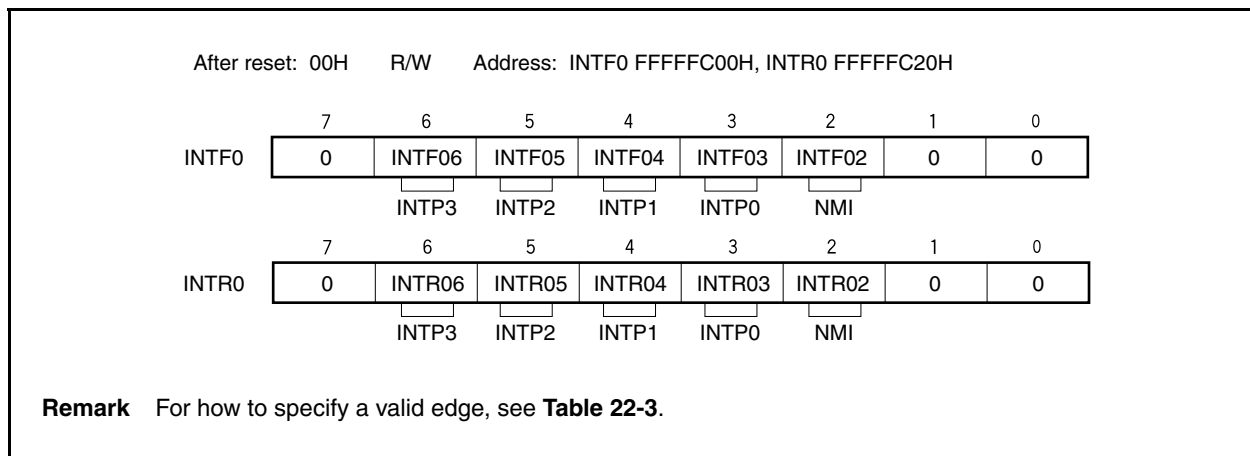 After reset: 00H R/W Address: INTF0 FFFFFC00H, INTR0 FFFFFC20H
7 6 5 4 3 2 1 0
INTF0 0 INTF06 INTF05 INTF04 INTF03 INTF02 0 0
INTP3 INTP2 INTP1 INTP0 NMI
7 6 5 4 3 2 1 0
INTR0 0 INTR06 INTR05 INTR04 INTR03 INTR02 0 0
INTP3 INTP2 INTP1 INTP0 NMI
Remark For how to specify a valid edge, see Table 22-3.